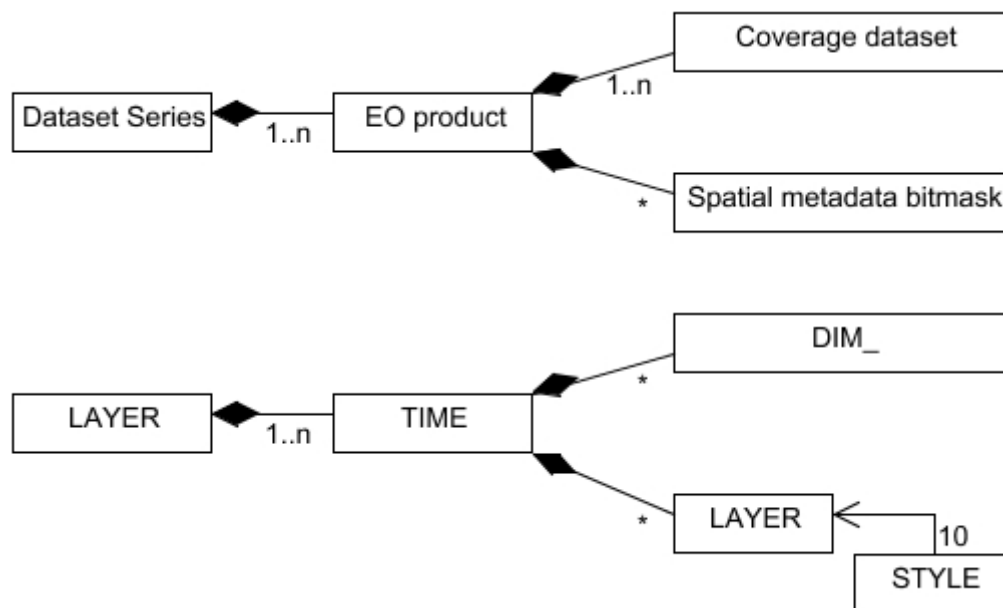 Coverage dataset
1..n
Dataset Series
1..n
EO product
Spatial metadata bitmask
*
DIM_
*
LAYER
1..n
TIME
LAYER
*
10
STYLE